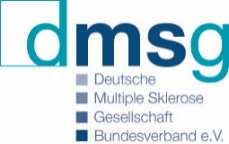 dmsg
Deutsche
Multiple Sklerose
Gesellschaft
Bundesverband e.V.